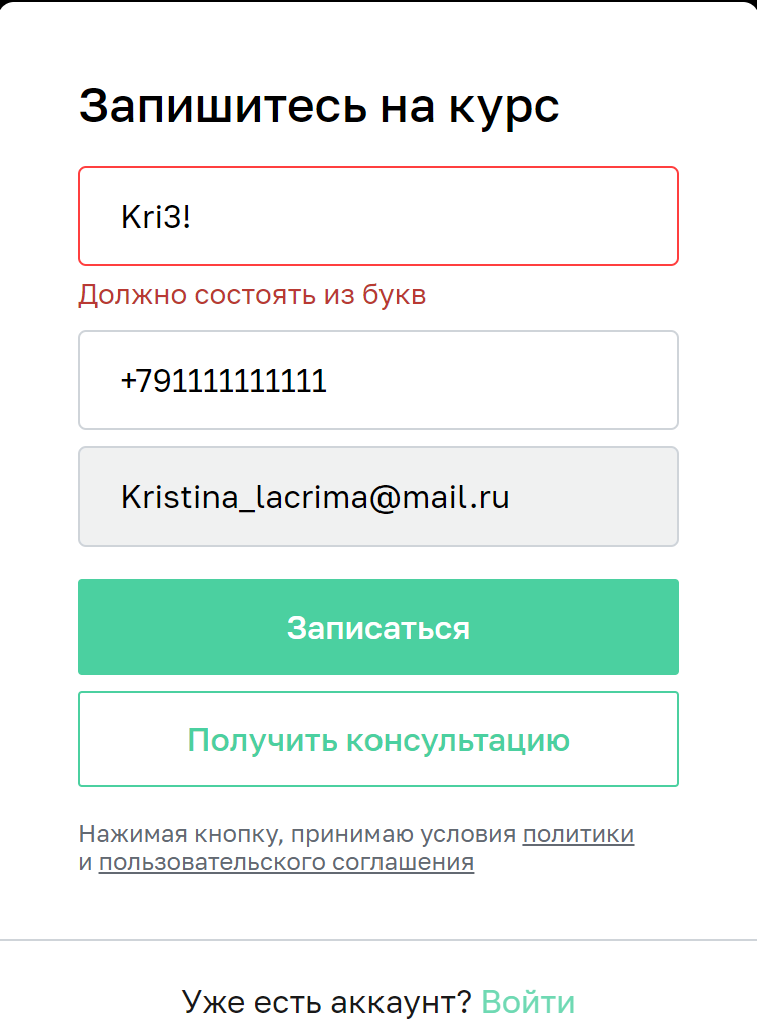 Запишитесь на курс
Kri3!
Должно состоять из букв
+791111111111
Kristina_lacrima@mail.ru
Записаться
Получить консультацию
Нажимая кнопку, принимаю условия политики
и пользовательского соглашения
Уже есть аккаунт? Войти